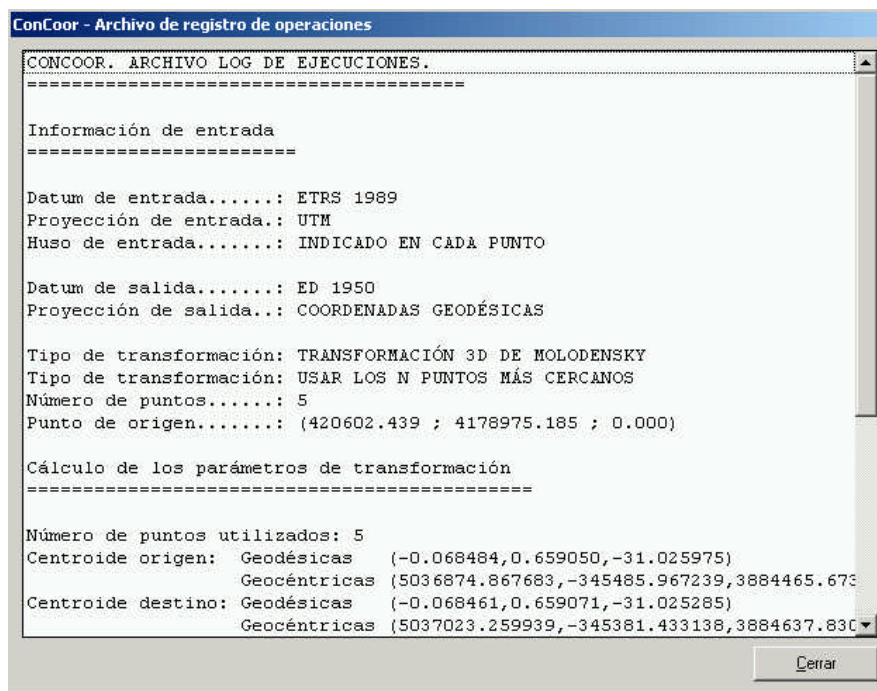 ConCoor - Archivo de registro de operaciones
CONCOOR. ARCHIVO LOG DE EJECUCIONES.
=======================================
Información de entrada
========================
Datum de entrada......: ETRS 1989
Proyección de entrada.: UTM
Huso de entrada.......: INDICADO EN CADA PUNTO
Datum de salida.......: ED 1950
Proyección de salida..: COORDENADAS GEODÉSICAS
Tipo de transformación: TRANSFORMACIÓN 3D DE MOLODENSKY
Tipo de transformación: USAR LOS N PUNTOS MÁS CERCANOS
Número de puntos......: 5
Punto de origen.......: (420602.439 ; 4178975.185 ; 0.000)
Cálculo de los parámetros de transformación
=============================================
Número de puntos utilizados: 5
Centroide origen:  Geodésicas    (-0.068484,0.659050,-31.025975)
Geocéntricas (5036874.867683,-345485.967239,3884465.673
Centroide destino: Geodésicas    (-0.068461,0.659071,-31.025285)
Geocéntricas (5037023.259939,-345381.433138,3884637.830
Cerrar